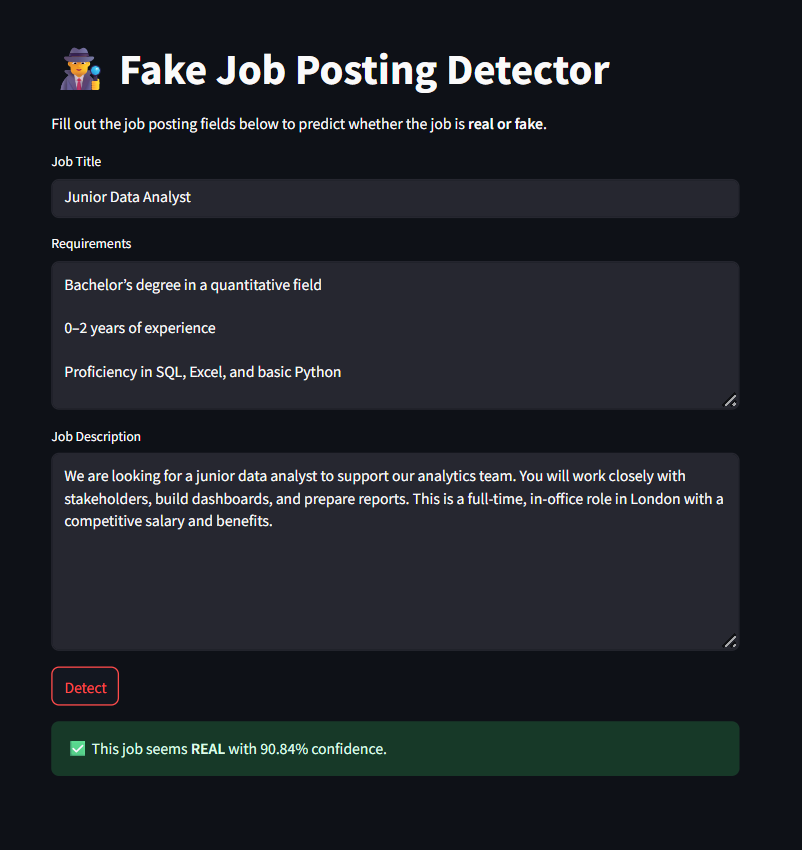 Fake Job Posting Detector
Fill out the job posting fields below to predict whether the job is real or fake.
Job Title
Junior Data Analyst
Requirements
Bachelor’s degree in a quantitative field
0–2 years of experience
Proficiency in SQL, Excel, and basic Python
Job Description
We are looking for a junior data analyst to support our analytics team. You will work closely with
stakeholders, build dashboards, and prepare reports. This is a full-time, in-office role in London with a
competitive salary and benefits.
Detect
This job seems REAL with 90.84% confidence.